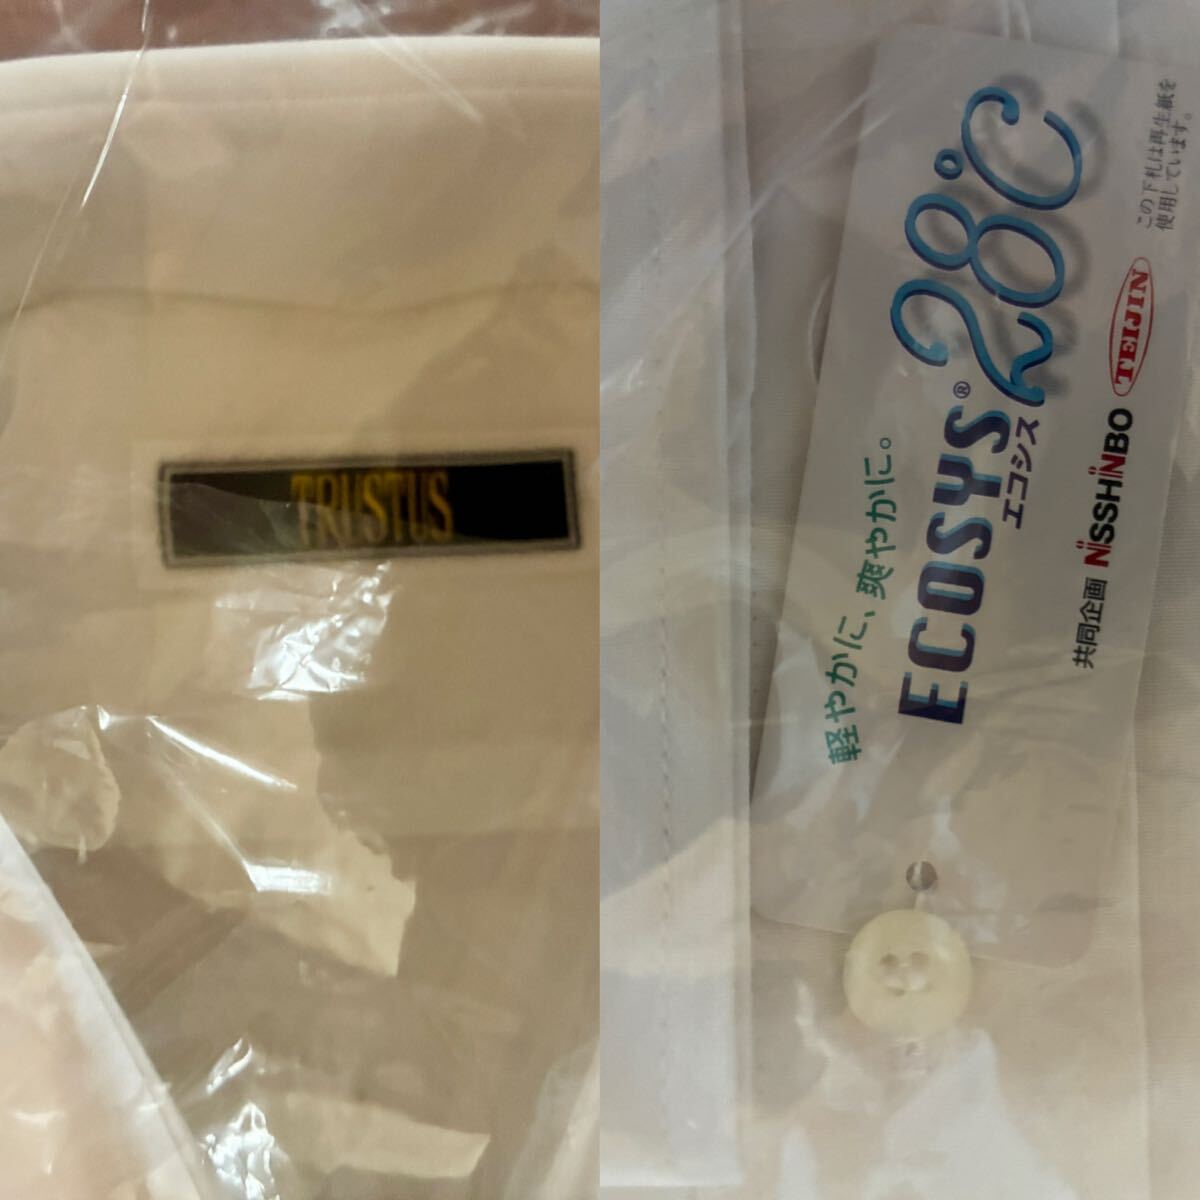 TRUSTUS
軽やかに、爽やかに。
ECOSYS® 28℃
エコシス
共同企画 NISSHINBO TEIJIN
この下札は再生紙を
使用しています。